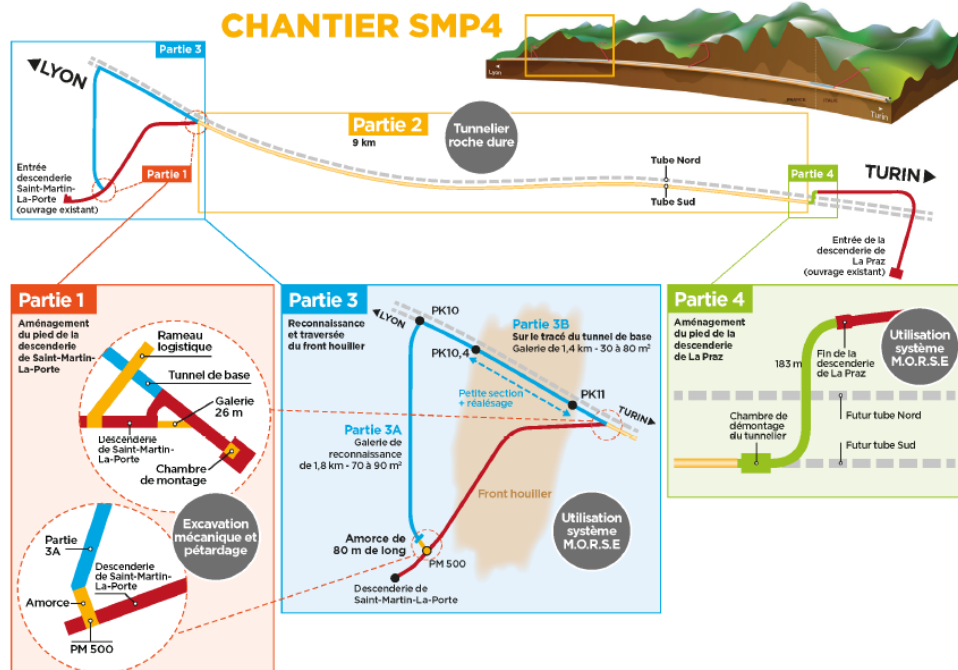 CHANTIER SMP4
Partie 3
LYON
Lyon
Turin
Partie 2
9 km
Tunnelier
roche dure
Entrée
descenderie
Saint-Martin-
La-Porte
(ouvrage existant)
Partie 1
Tube Nord
Tube Sud
Partie 4
TURIN
Entrée de la
descenderie de
La Praz
(ouvrage existant)
Partie 1
Aménagement
du pied de la
descenderie
de Saint-Martin-
La-Porte
Rameau
logistique
Tunnel de base
Galerie
26 m
Descenderie
de Saint-Martin-
La-Porte
Chambre
de montage
Excavation
mécanique et
pétardage
Partie
3A
Descenderie
de Saint-Martin-
La-Porte
Amorce
PM 500
Partie 3
Reconnaissance
et traversée
du front houiller
LYON
PK10
PK10,4
Partie 3B
Sur le tracé du tunnel de base
Galerie de 1,4 km - 30 à 80 m²
Petite section
+ réalésage
PK11
TURIN
Partie 3A
Galerie de
reconnaissance
de 1,8 km - 70 à 90 m²
Front houiller
Amorce de
80 m de long
PM 500
Descenderie de
Saint-Martin-La-Porte
Utilisation
système
M.O.R.S.E
Partie 4
Aménagement
du pied de la
descenderie
de La Praz
183 m
Fin de la
descenderie
de La Praz
Utilisation
système
M.O.R.S.E
Chambre de
démontage
du tunnelier
Futur tube Nord
Futur tube Sud